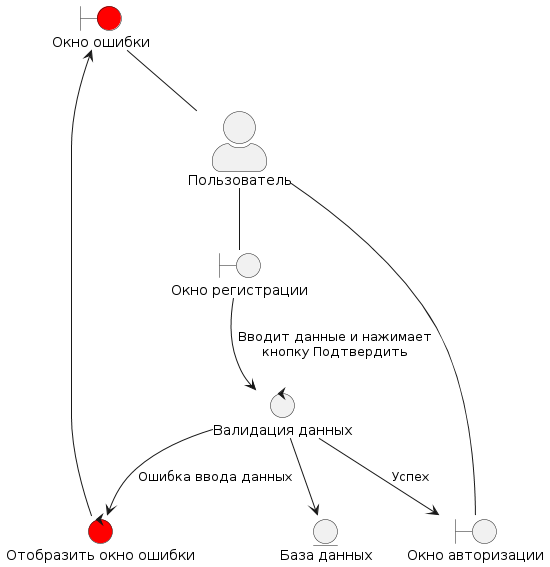 Окно ошибки
Пользователь
Окно регистрации
Вводит данные и нажимает
кнопку Подтвердить
Валидация данных
Ошибка ввода данных
Успех
Отобразить окно ошибки
База данных
Окно авторизации